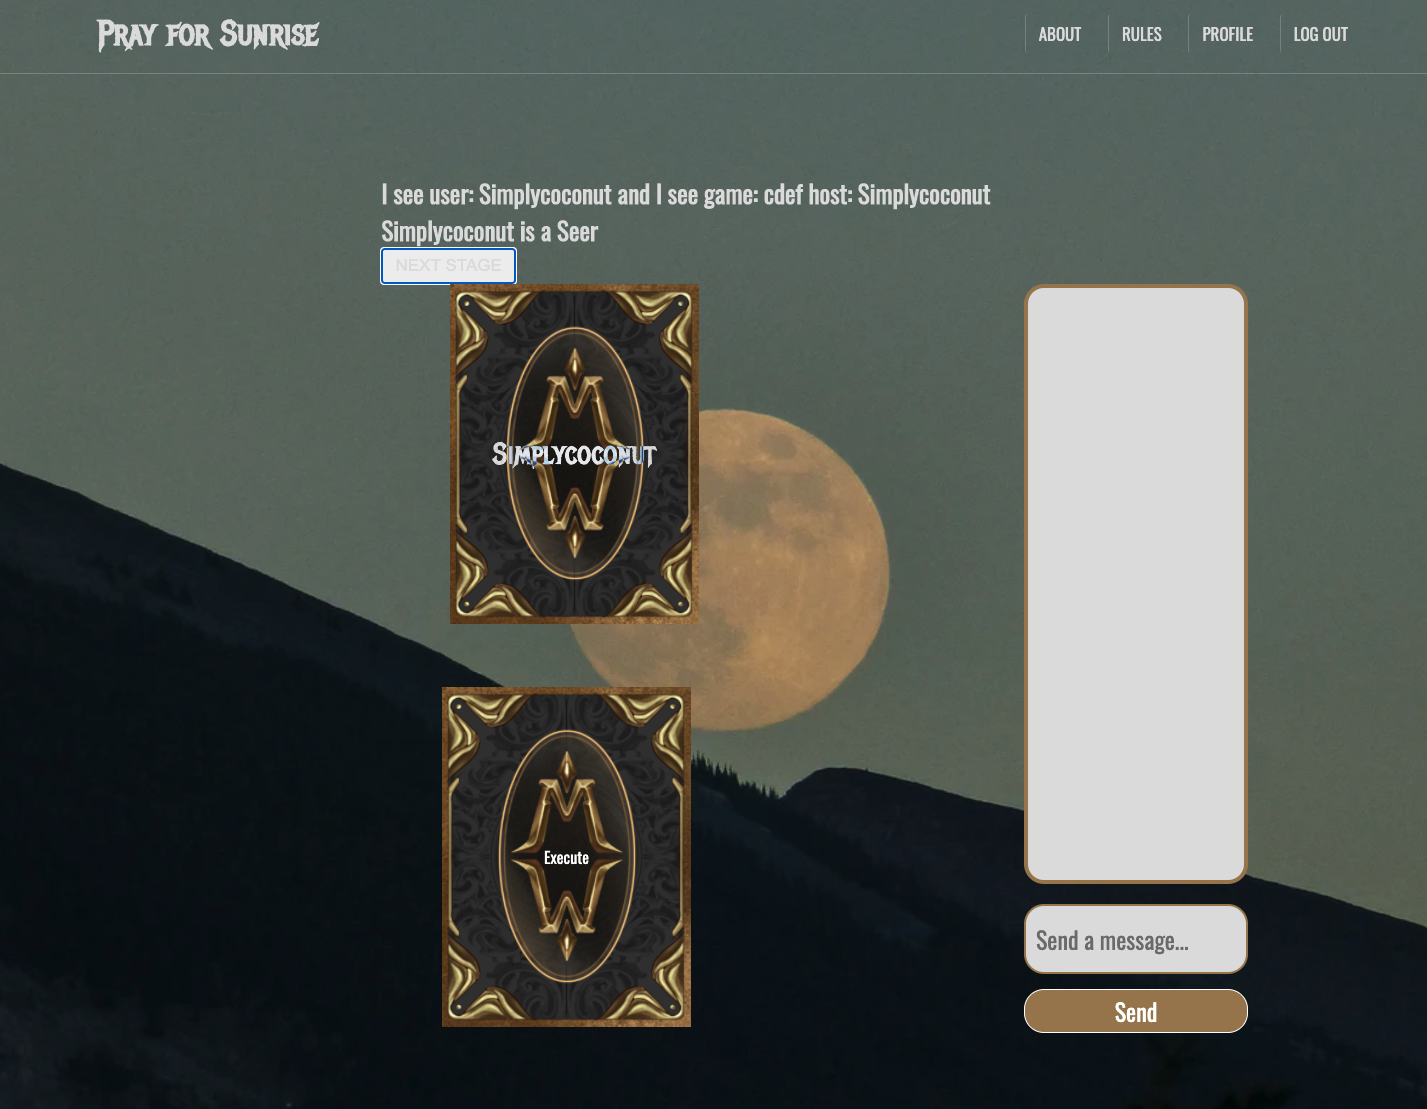 Pray for Sunrise
ABOUT
RULES
PROFILE
LOG OUT
I see user: Simplycoconut and I see game: cdef host: Simplycoconut
Simplycoconut is a Seer
NEXT STAGE
Simplycoconut
Execute
Send a message...
Send